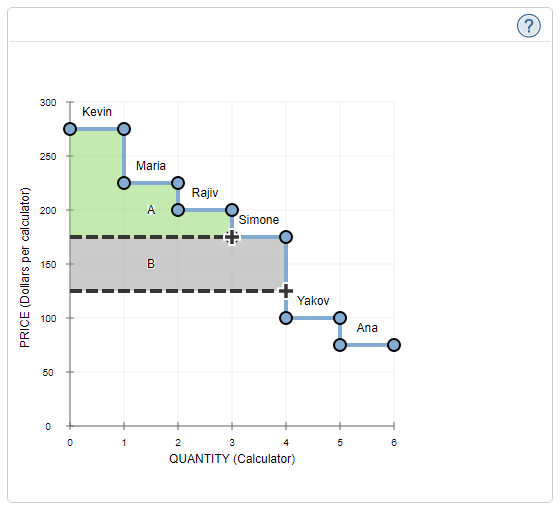 ?
300
Kevin
250
Maria
Rajiv
200
A
Simone
150
B
Yakov
100
Ana
50
0
0 1 2 3 4 5 6
PRICE (Dollars per calculator)
QUANTITY (Calculator)